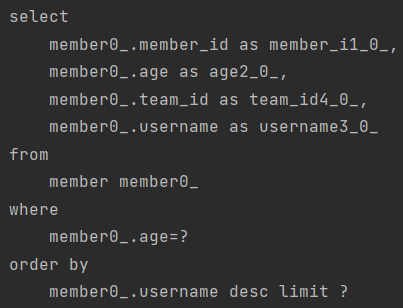 select
    member0_.member_id as member_i1_0_,
    member0_.age as age2_0_,
    member0_.team_id as team_id4_0_,
    member0_.username as username3_0_
from
    member member0_
where
    member0_.age=?
order by
    member0_.username desc limit ?